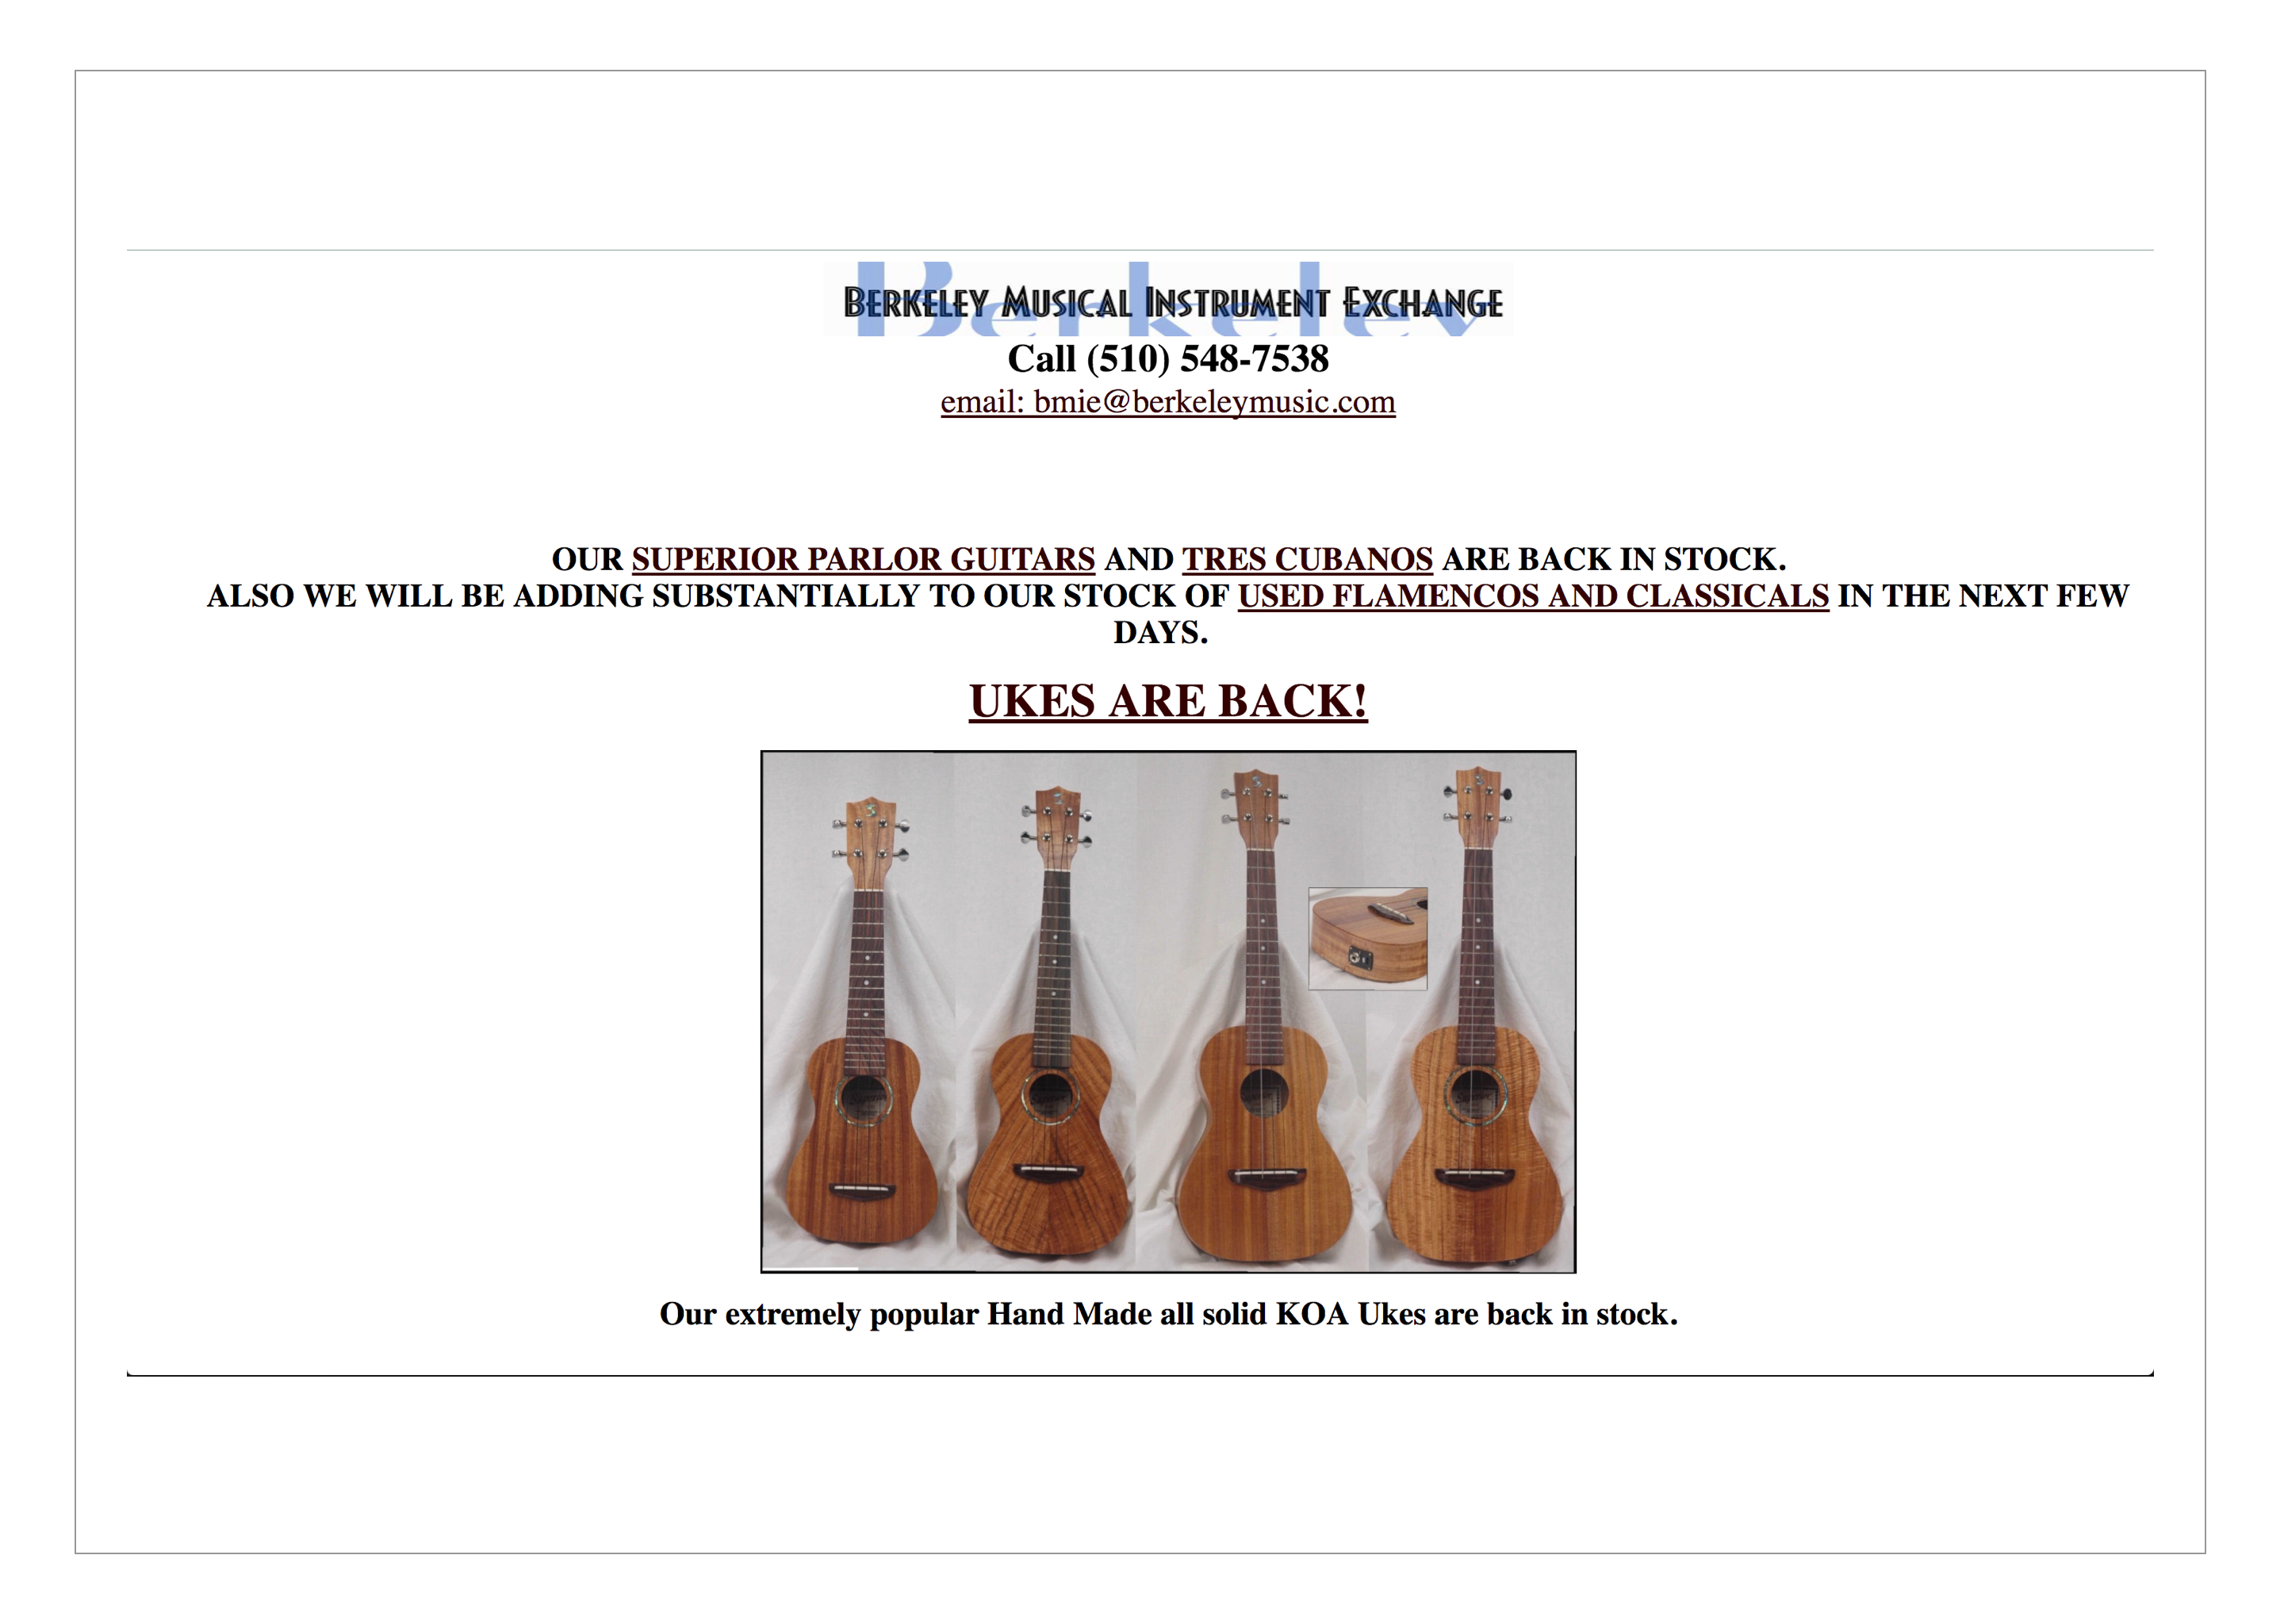 Berkeley
BERKELEY MUSICAL INSTRUMENT EXCHANGE
Call (510) 548-7538
email: bmie@berkeleymusic.com
OUR SUPERIOR PARLOR GUITARS AND TRES CUBANOS ARE BACK IN STOCK.
ALSO WE WILL BE ADDING SUBSTANTIALLY TO OUR STOCK OF USED FLAMENCOS AND CLASSICALS IN THE NEXT FEW
DAYS.
UKES ARE BACK!
Our extremely popular Hand Made all solid KOA Ukes are back in stock.